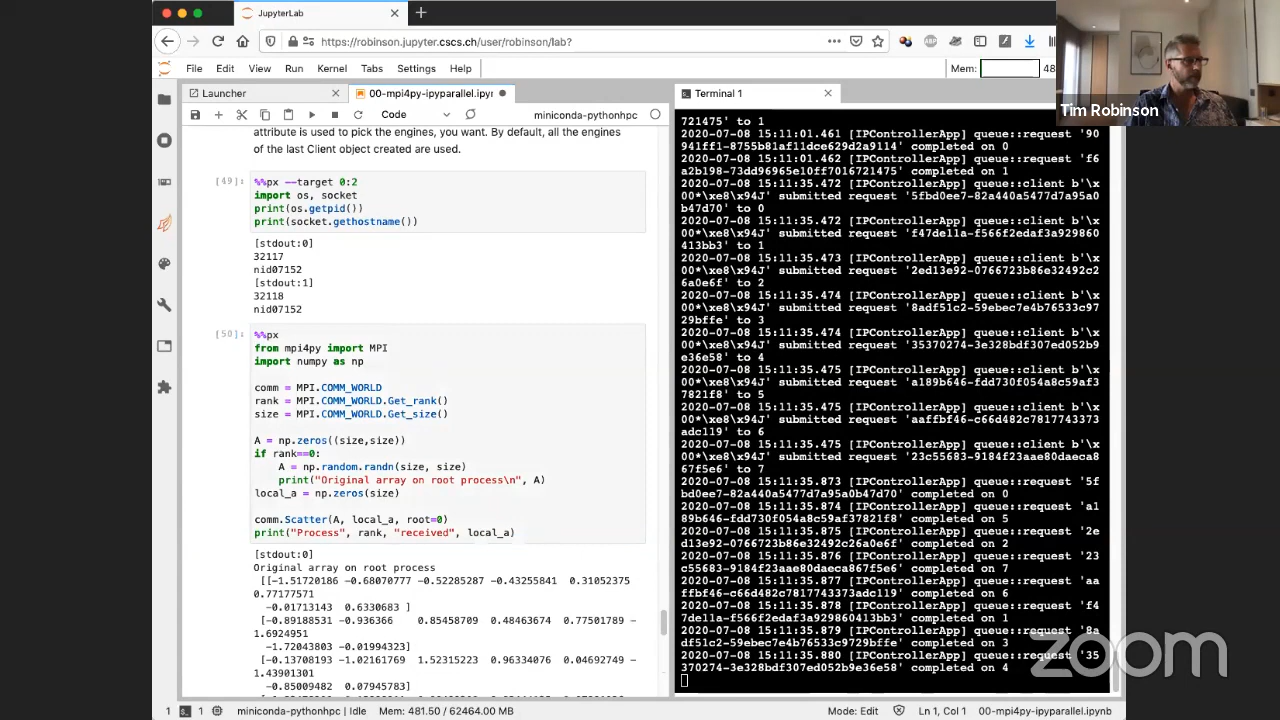 JupyterLab
https://robinson.jupyter.cscs.ch/user/robinson/lab?
Tim Robinson
File Edit View Run Kernel Tabs Settings Help
Mem: 48
Launcher
00-mpi4py-ipyparallel.ipyr
Code
miniconda-pythonhpc
attribute is used to pick the engines, you want. By default, all the engines
of the last Client object created are used.
[49]:
%%px --target 0:2
import os, socket
print(os.getpid())
print(socket.gethostname())
[stdout:0]
32117
nid07152
[stdout:1]
32118
nid07152
[50]:
%%px
from mpi4py import MPI
import numpy as np
comm = MPI.COMM_WORLD
rank = MPI.COMM_WORLD.Get_rank()
size = MPI.COMM_WORLD.Get_size()
A = np.zeros((size,size))
if rank==0:
A = np.random.randn(size, size)
print("Original array on root process\n", A)
local_a = np.zeros(size)
comm.Scatter(A, local_a, root=0)
print("Process", rank, "received", local_a)
[stdout:0]
Original array on root process
[[-1.51720186 -0.68070777 -0.52285287 -0.43255841 0.31052375
0.77177571
-0.01713143 0.6330683 ]
[-0.89188531 -0.936366 0.85458709 0.48463674 0.77501789 -
1.6924951
-1.72043803 -0.01994323]
[-0.13708193 -1.02161769 1.52315223 0.96334076 0.04692749 -
1.43901301
-0.85009482 0.07945783]
Terminal 1
721475' to 1
2020-07-08 15:11:01.461 [IPControllerApp] queue::request '90
941ff1-8755b81af11dce629d2a9114' completed on 0
2020-07-08 15:11:01.462 [IPControllerApp] queue::request 'f6
a2b198-73dd96965e10ff7016721475' completed on 1
2020-07-08 15:11:35.472 [IPControllerApp] queue::client b'\x
00*\xe8\x94J' submitted request '5fbd0ee7-82a440a5477d7a95a0
b47d70' to 0
2020-07-08 15:11:35.472 [IPControllerApp] queue::client b'\x
00*\xe8\x94J' submitted request 'f47de11a-f566f2edaf3a929860
413bb3' to 1
2020-07-08 15:11:35.473 [IPControllerApp] queue::client b'\x
00*\xe8\x94J' submitted request '2ed13e92-0766723b86e32492c2
6a0e6f' to 2
2020-07-08 15:11:35.474 [IPControllerApp] queue::client b'\x
00*\xe8\x94J' submitted request '8adf51c2-59ebec7e4b76533c97
29bffe' to 3
2020-07-08 15:11:35.474 [IPControllerApp] queue::client b'\x
00*\xe8\x94J' submitted request '35370274-3e328bdf307ed052b9
e36e58' to 4
2020-07-08 15:11:35.475 [IPControllerApp] queue::client b'\x
00*\xe8\x94J' submitted request 'a189b646-fdd730f054a8c59af3
7821f8' to 5
2020-07-08 15:11:35.475 [IPControllerApp] queue::client b'\x
00*\xe8\x94J' submitted request 'aaffbf46-c66d482c7817743373
adc119' to 6
2020-07-08 15:11:35.475 [IPControllerApp] queue::client b'\x
00*\xe8\x94J' submitted request '23c55683-9184f23aae80daeca8
67f5e6' to 7
2020-07-08 15:11:35.873 [IPControllerApp] queue::request '5f
bd0ee7-82a440a5477d7a95a0b47d70' completed on 0
2020-07-08 15:11:35.874 [IPControllerApp] queue::request 'a1
89b646-fdd730f054a8c59af37821f8' completed on 5
2020-07-08 15:11:35.875 [IPControllerApp] queue::request '2e
d13e92-0766723b86e32492c26a0e6f' completed on 2
2020-07-08 15:11:35.876 [IPControllerApp] queue::request '23
c55683-9184f23aae80daeca867f5e6' completed on 7
2020-07-08 15:11:35.877 [IPControllerApp] queue::request 'aa
ffbf46-c66d482c7817743373adc119' completed on 6
2020-07-08 15:11:35.878 [IPControllerApp] queue::request 'f4
7de11a-f566f2edaf3a929860413bb3' completed on 1
2020-07-08 15:11:35.879 [IPControllerApp] queue::request '8a
df51c2-59ebec7e4b76533c9729bffe' completed on 3
2020-07-08 15:11:35.880 [IPControllerApp] queue::request '35
370274-3e328bdf307ed052b9e36e58' completed on 4
zoom
1 1 miniconda-pythonhpc | Idle Mem: 481.50 / 62464.00 MB Mode: Edit Ln 1, Col 1 00-mpi4py-ipyparallel.ipynb